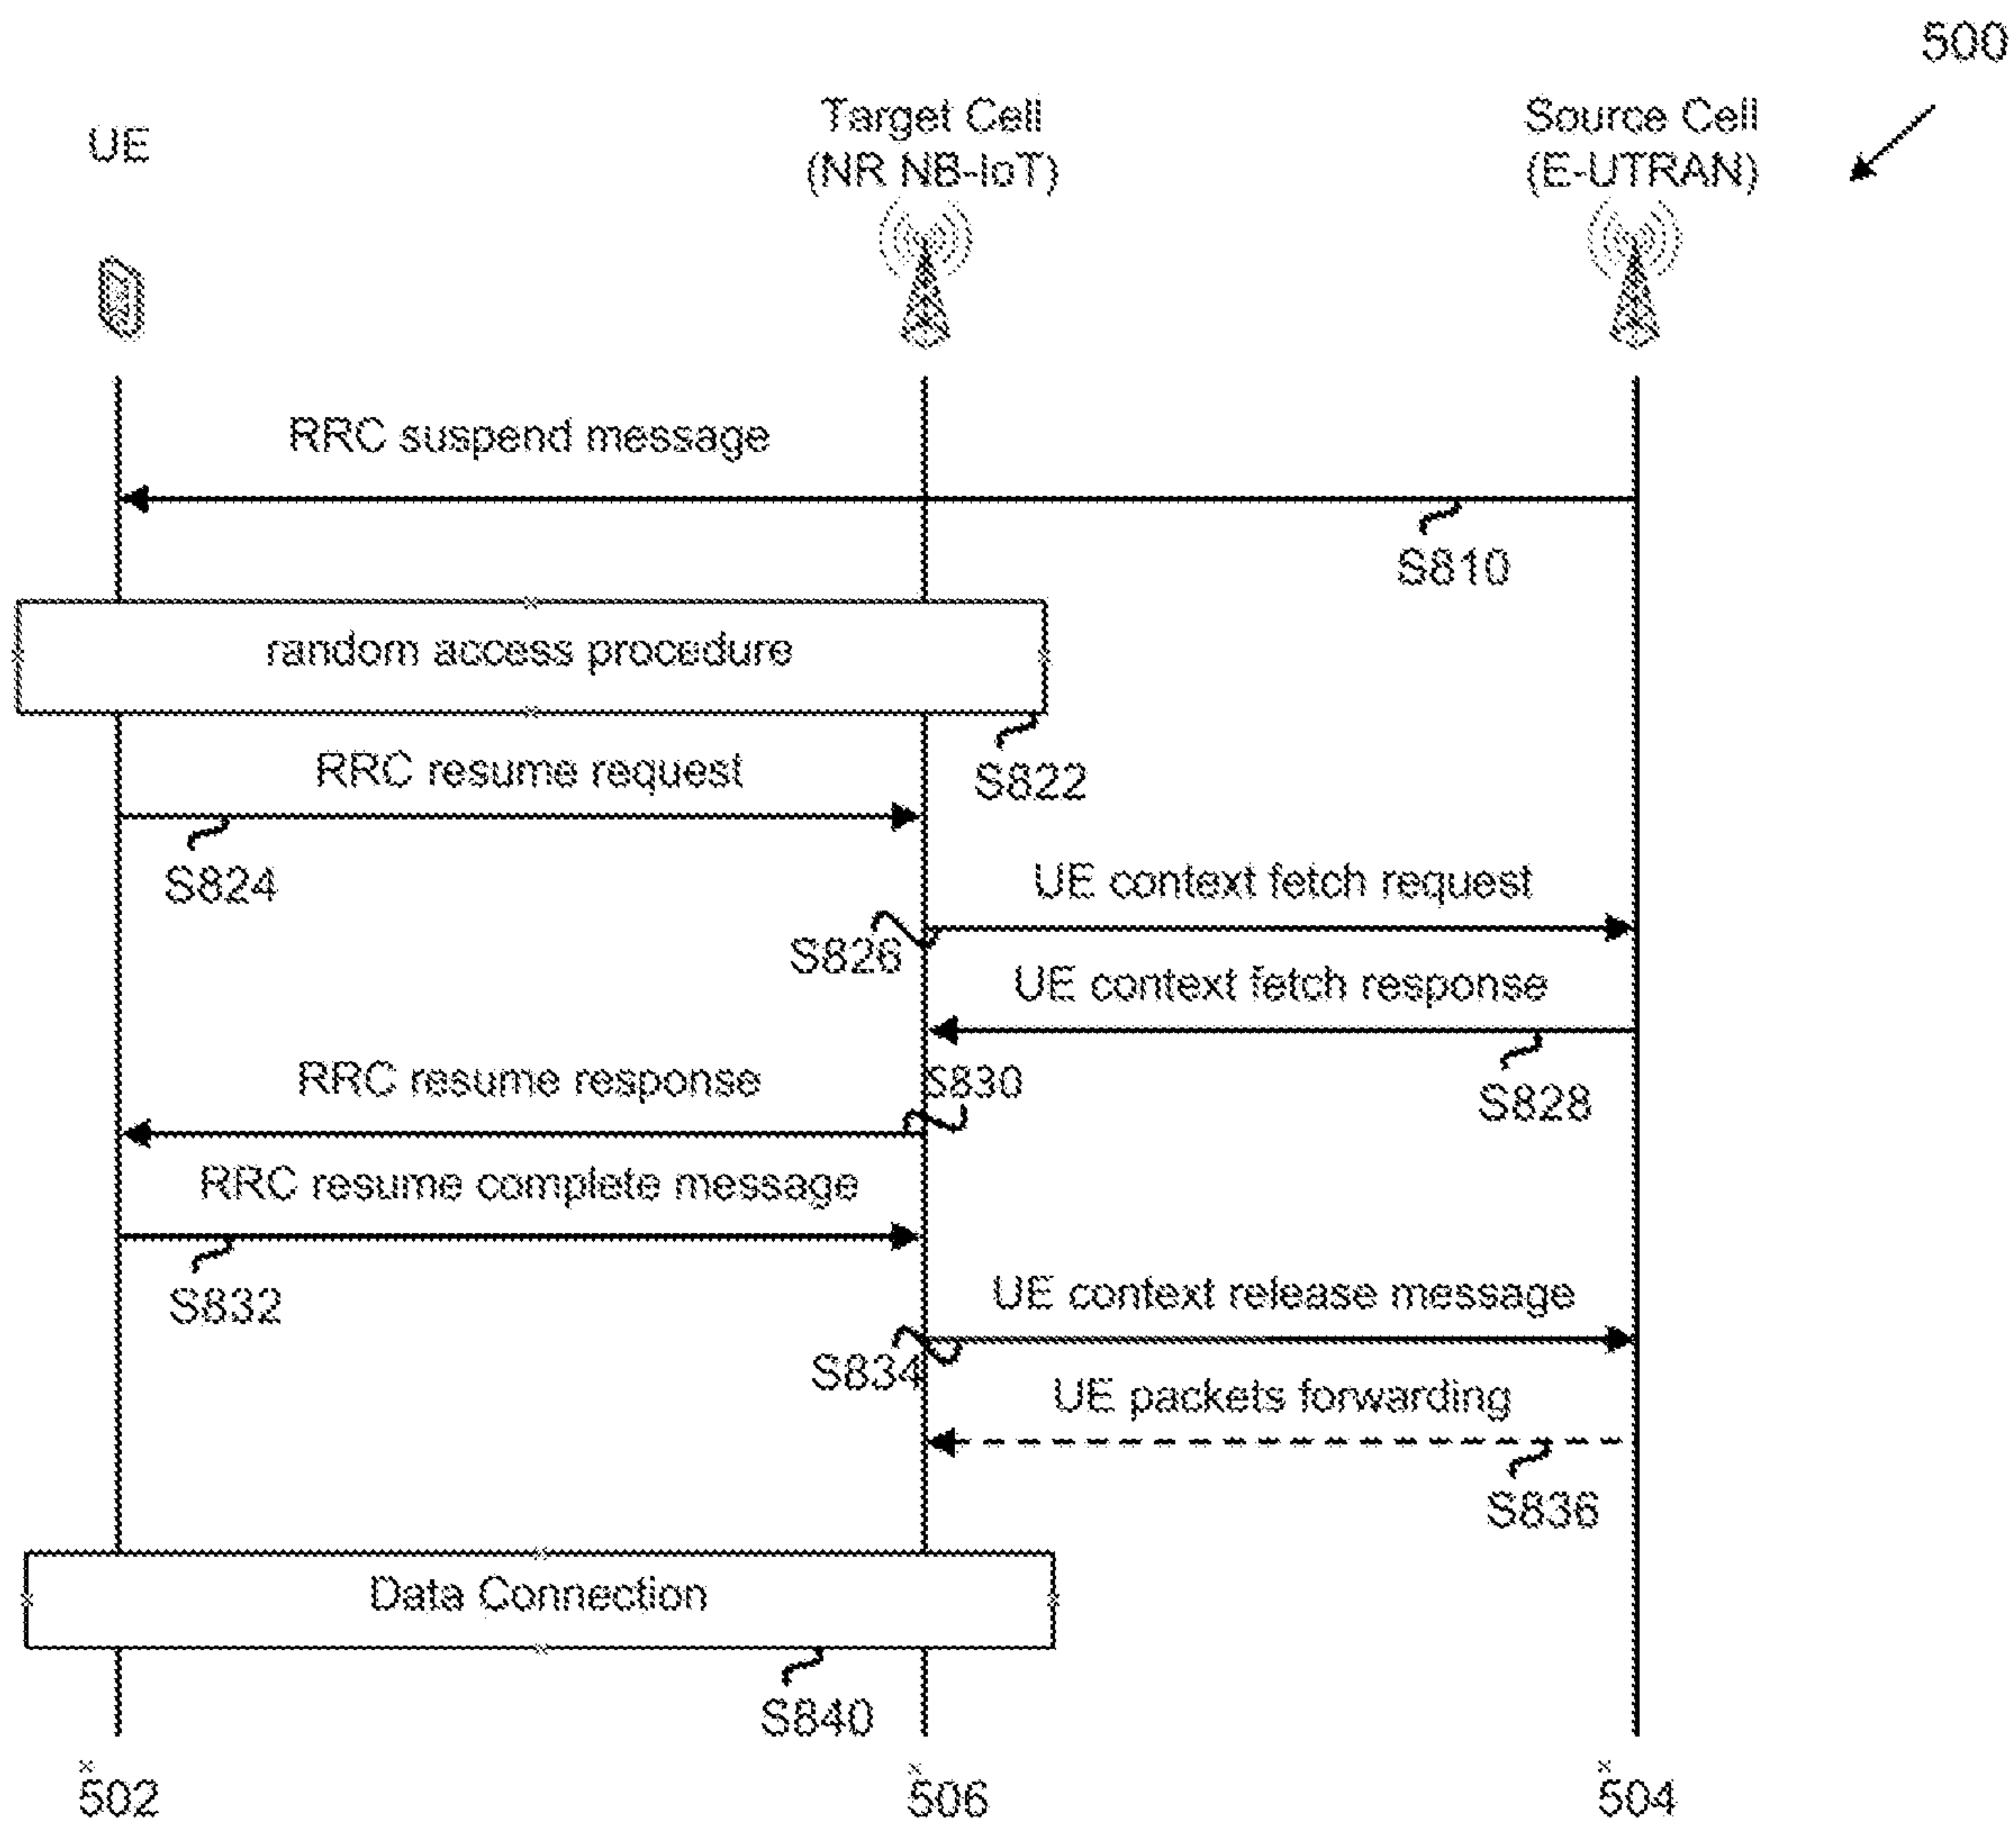 500
UE
Target Cell
(NR NB-IoT)
Source Cell
(E-UTRAN)
RRC suspend message
S810
random access procedure
S822
RRC resume request
S824
UE context fetch request
S826
UE context fetch response
S828
S830
RRC resume response
RRC resume complete message
S832
UE context release message
S834
UE packets forwarding
S836
Data Connection
S840
502
506
504